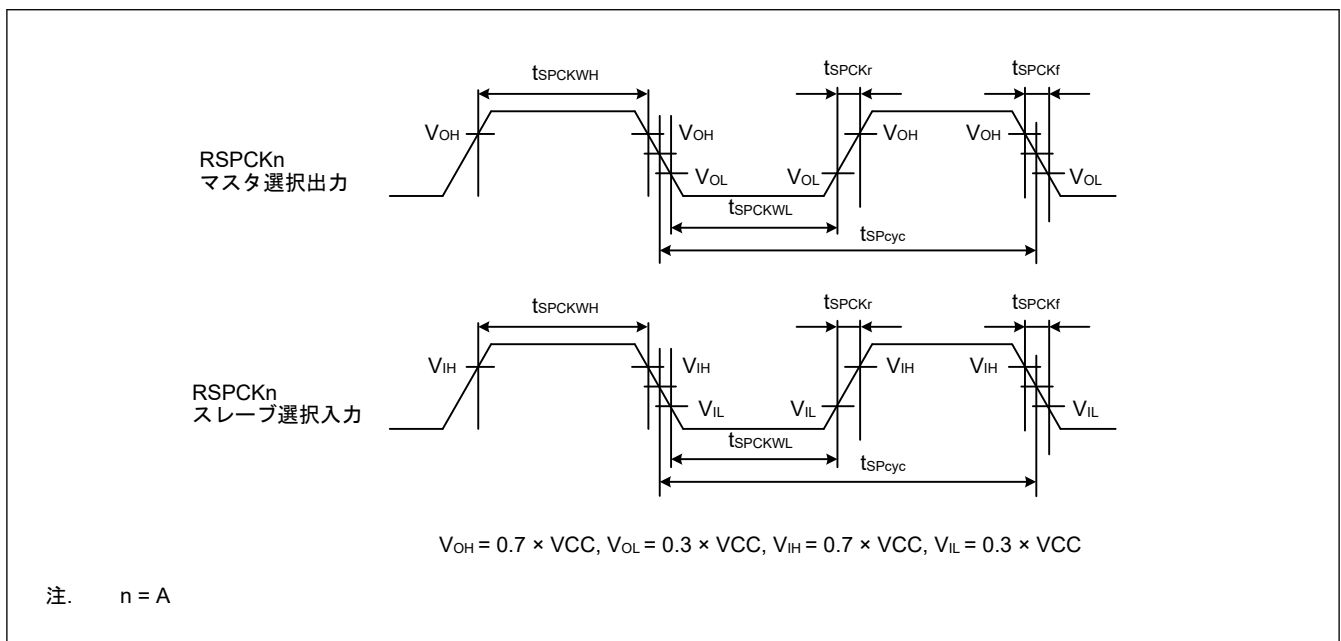 tSPCKWH
tSPCKr
tSPCKf
VOH
VOH
VOH
VOH
RSPCKn
マスタ選択出力
VOL
VOL
VOL
tSPCKWL
tSPcyc
tSPCKWH
tSPCKr
tSPCKf
VIH
VIH
VIH
VIH
RSPCKn
スレーブ選択入力
VIL
VIL
VIL
tSPCKWL
tSPcyc
VOH = 0.7 × VCC, VOL = 0.3 × VCC, VIH = 0.7 × VCC, VIL = 0.3 × VCC
注. n = A